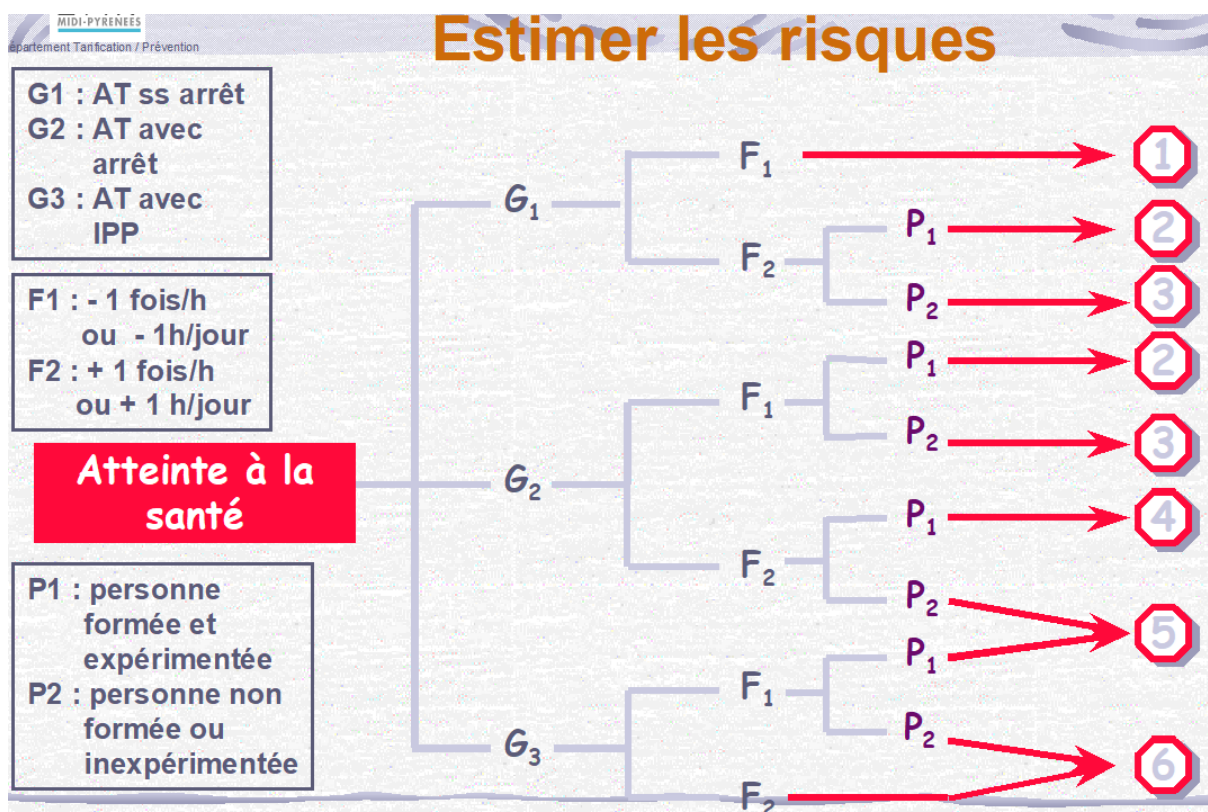 MIDI-PYRENEES
epartement Tarification / Prévention
Estimer les risques
G1 : AT ss arrêt
G2 : AT avec
arrêt
G3 : AT avec
IPP
F1 : - 1 fois/h
ou - 1h/jour
F2 : + 1 fois/h
ou + 1 h/jour
Atteinte à la
santé
P1 : personne
formée et
expérimentée
P2 : personne non
formée ou
inexpérimentée
G1
F1
1
F2
P1
2
P2
3
G2
F1
P1
2
P2
3
F2
P1
4
P2
5
G3
F1
P1
P2
6
F2